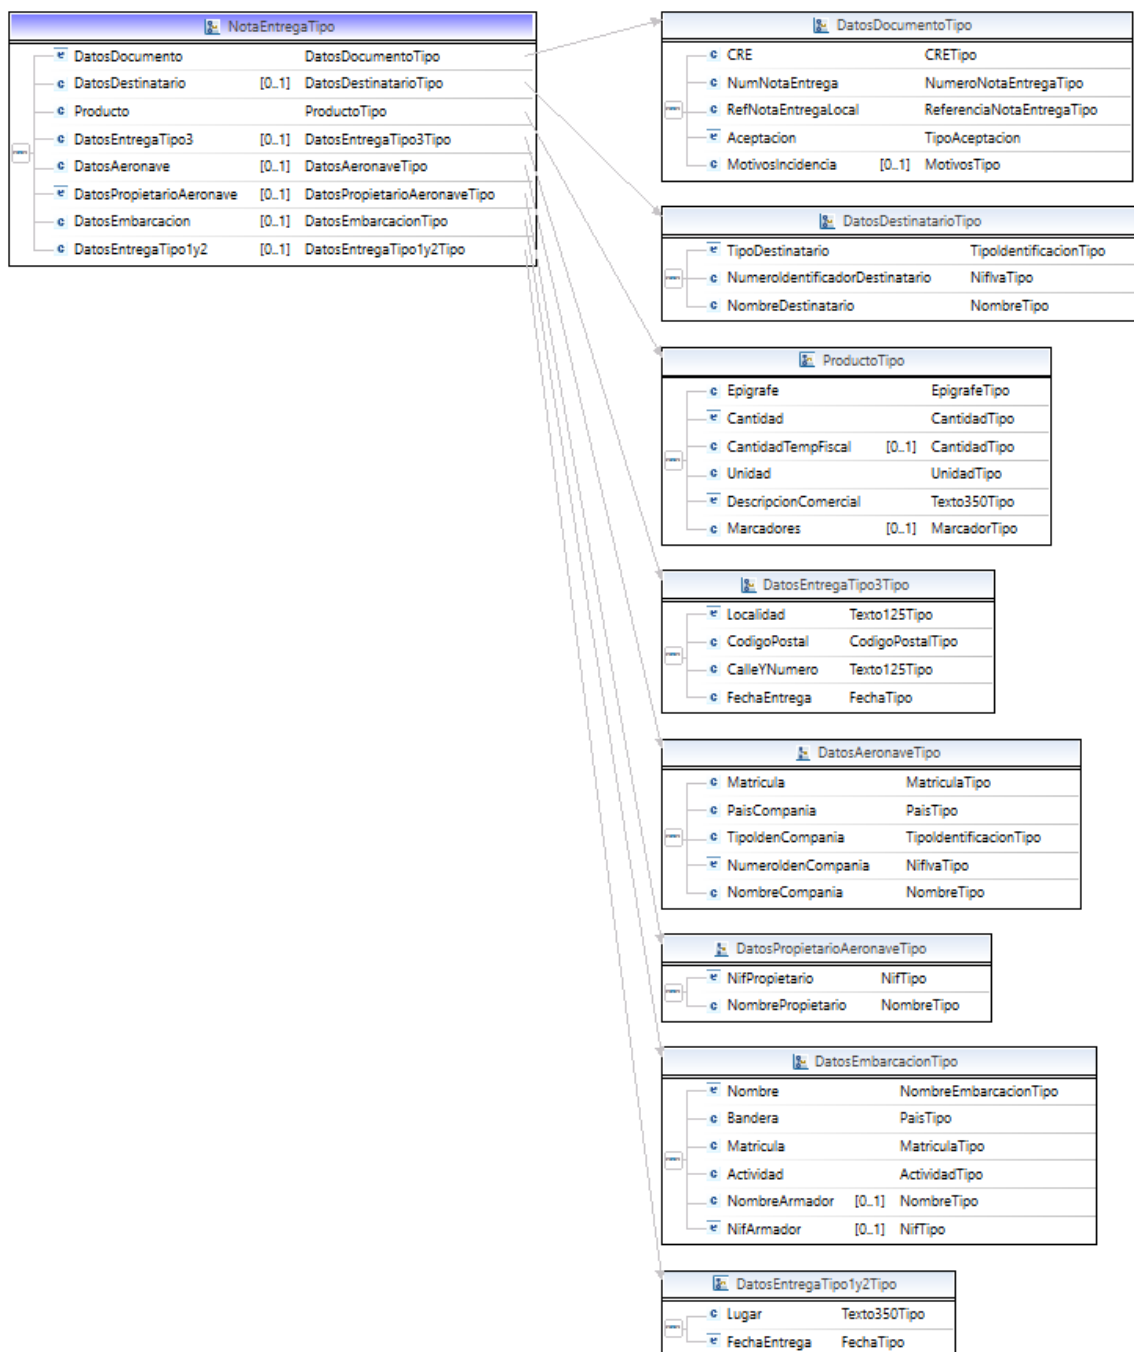 NotaEntregaTipo
DatosDocumento DatosDocumentoTipo
DatosDestinatario [0..1] DatosDestinatarioTipo
Producto ProductoTipo
DatosEntregaTipo3 [0..1] DatosEntregaTipo3Tipo
DatosAeronave [0..1] DatosAeronaveTipo
DatosPropietarioAeronave [0..1] DatosPropietarioAeronaveTipo
DatosEmbarcacion [0..1] DatosEmbarcacionTipo
DatosEntregaTipo1y2 [0..1] DatosEntregaTipo1y2Tipo
DatosDocumentoTipo
CRE CRETipo
NumNotaEntrega NumeroNotaEntregaTipo
RefNotaEntregaLocal ReferenciaNotaEntregaTipo
Aceptacion TipoAceptacion
MotivosIncidencia [0..1] MotivosTipo
DatosDestinatarioTipo
TipoDestinatario TipoIdentificacionTipo
NumeroIdentificadorDestinatario NifIvaTipo
NombreDestinatario NombreTipo
ProductoTipo
Epigrafe EpigrafeTipo
Cantidad CantidadTipo
CantidadTempFiscal [0..1] CantidadTipo
Unidad UnidadTipo
DescripcionComercial Texto350Tipo
Marcadores [0..1] MarcadorTipo
DatosEntregaTipo3Tipo
Localidad Texto125Tipo
CodigoPostal CodigoPostalTipo
CalleYNumero Texto125Tipo
FechaEntrega FechaTipo
DatosAeronaveTipo
Matricula MatriculaTipo
PaisCompania PaisTipo
TipoIdenCompania TipoIdentificacionTipo
NumeroIdenCompania NifIvaTipo
NombreCompania NombreTipo
DatosPropietarioAeronaveTipo
NifPropietario NifTipo
NombrePropietario NombreTipo
DatosEmbarcacionTipo
Nombre NombreEmbarcacionTipo
Bandera PaisTipo
Matricula MatriculaTipo
Actividad ActividadTipo
NombreArmador [0..1] NombreTipo
NifArmador [0..1] NifTipo
DatosEntregaTipo1y2Tipo
Lugar Texto350Tipo
FechaEntrega FechaTipo